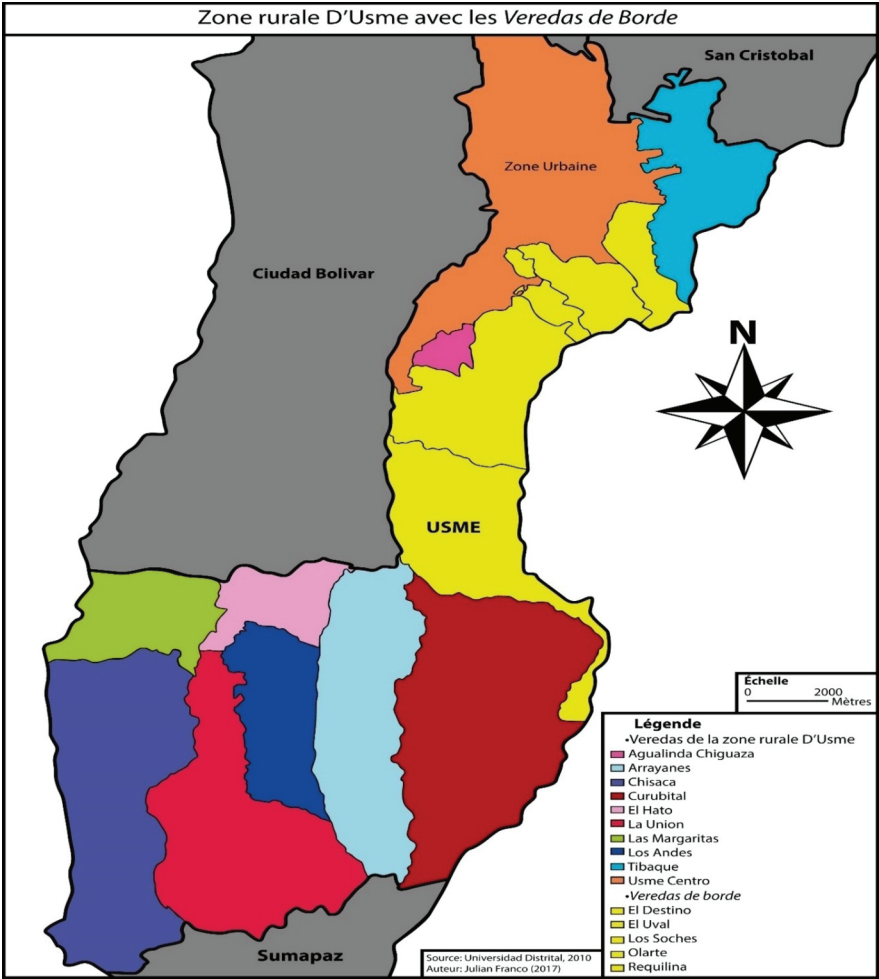 Zone rurale D'Usme avec les Veredas de Borde
San Cristobal
Zone Urbaine
Ciudad Bolivar
N
USME
Échelle
0 2000
Mètres
Légende
•Veredas de la zone rurale D'Usme
Agualinda Chiguaza
Arrayanes
Chisaca
Curubital
El Hato
La Union
Las Margaritas
Los Andes
Tibaque
Usme Centro
•Veredas de borde
El Destino
El Uval
Los Soches
Olarte
Requilina
Sumapaz
Source: Universidad Distrital, 2010
Auteur: Julian Franco (2017)